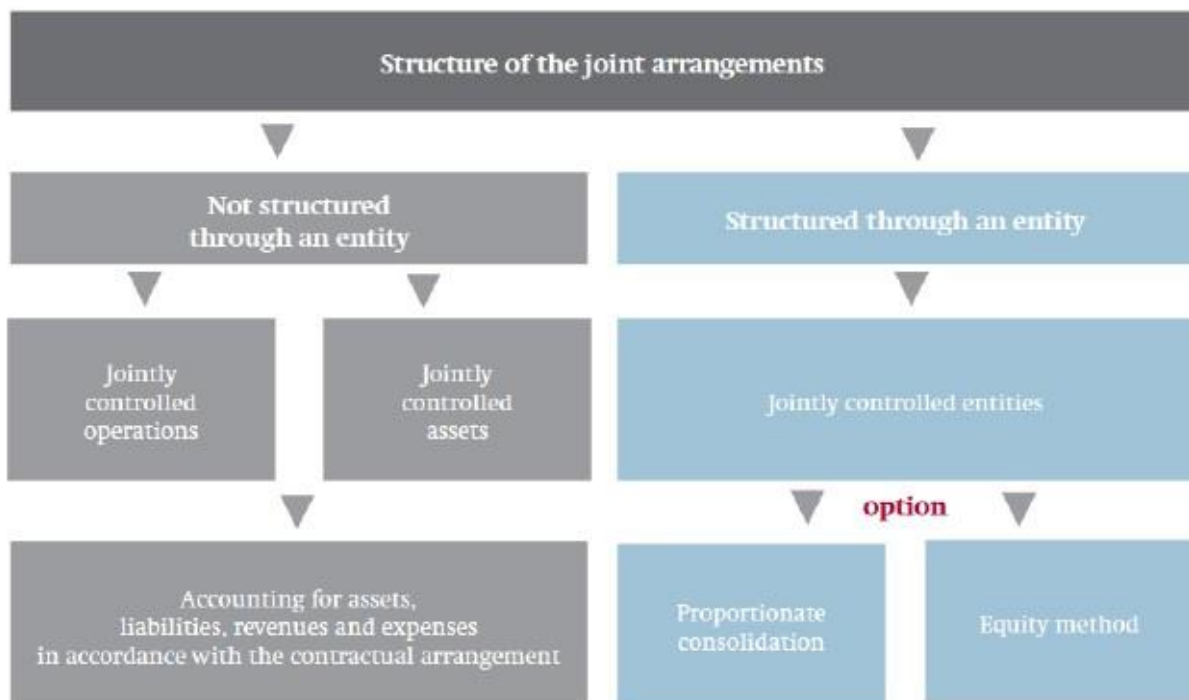 Structure of the joint arrangements
Not structured
through an entity
Structured through an entity
Jointly
controlled
operations
Jointly
controlled
assets
Jointly controlled entities
option
Accounting for assets,
liabilities, revenues and expenses
in accordance with the contractual arrangement
Proportionate
consolidation
Equity method